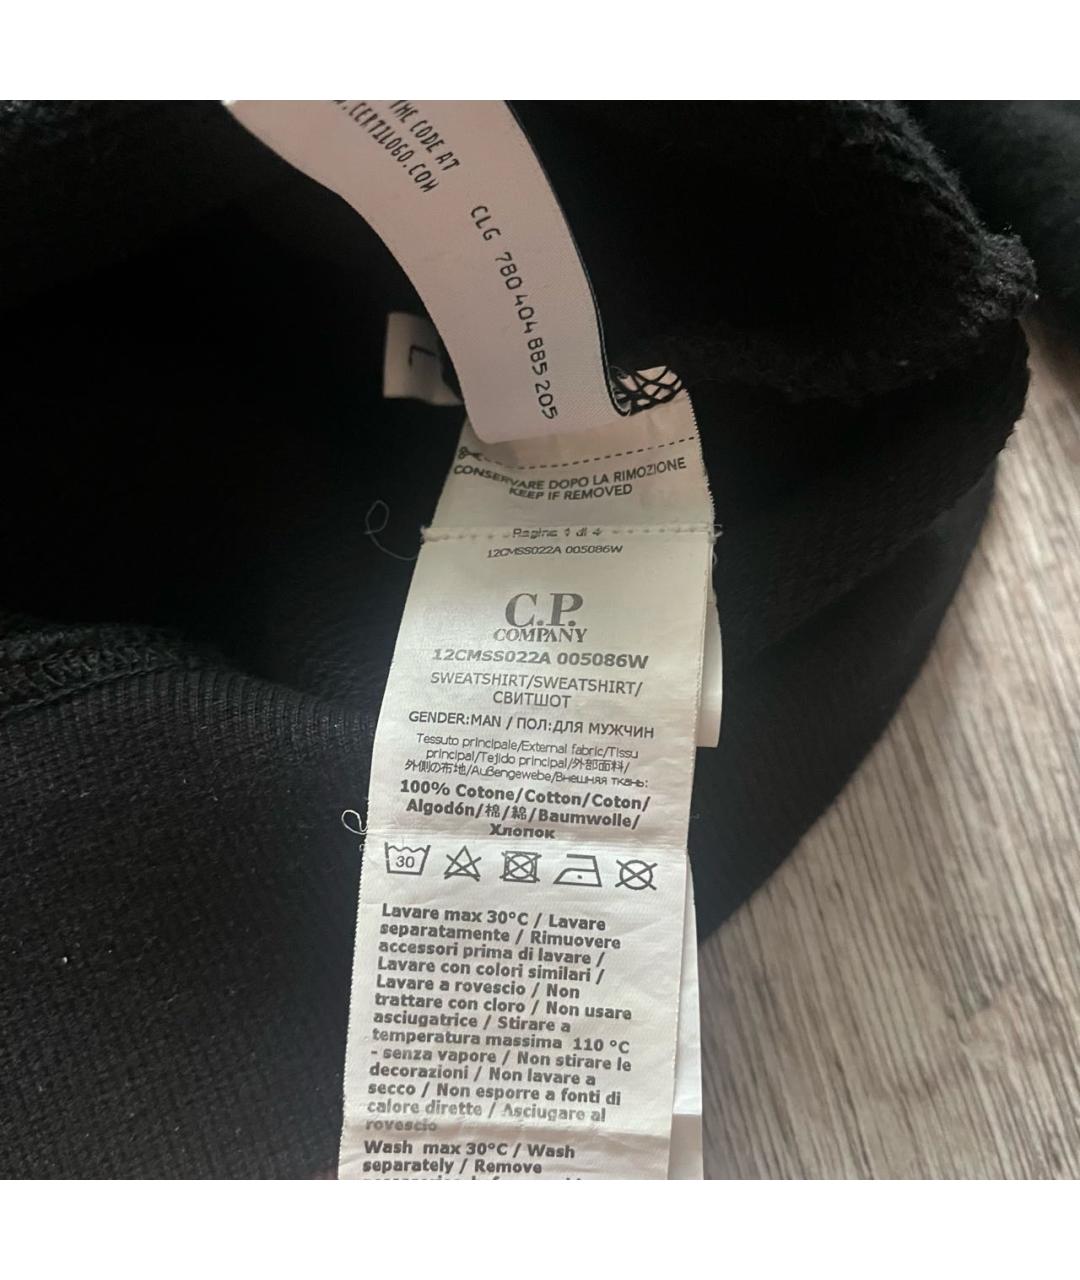 THE CODE AT
.CERTILOGO.COM
CLG 780 404 885 205
CONSERVARE DOPO LA RIMOZIONE
KEEP IF REMOVED
Pagina 1 di 4
12CMSS022A 005086W
C.P.
COMPANY
12CMSS022A 005086W
SWEATSHIRT/SWEATSHIRT/
СВИТШОТ
GENDER:MAN / ПОЛ:ДЛЯ МУЖЧИН
Tessuto principale/External fabric/Tissu
principal/Tejido principal/外部面料/
外側の布地/Außengewebe/Внешняя ткань:
100% Cotone/Cotton/Coton/
Algodón/棉/綿/Baumwolle/
Хлопок
30
Lavare max 30°C / Lavare
separatamente / Rimuovere
accessori prima di lavare /
Lavare con colori similari /
Lavare a rovescio / Non
trattare con cloro / Non usare
asciugatrice / Stirare a
temperatura massima 110 °C
- senza vapore / Non stirare le
decorazioni / Non lavare a
secco / Non esporre a fonti di
calore dirette / Asciugare al
rovescio
Wash max 30°C / Wash
separately / Remove